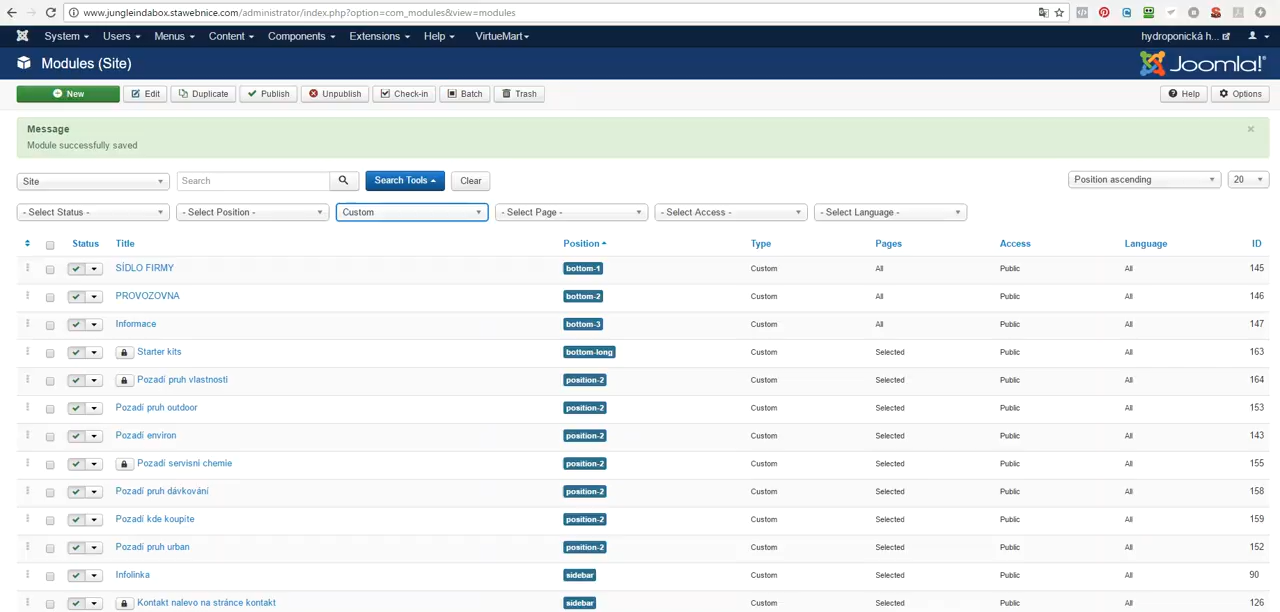 www.jungleindabox.stawebnice.com/administrator/index.php?option=com_modules&view=modules
System Users Menus Content Components Extensions Help VirtueMart hydroponická h...
Modules (Site) Joomla!®
New Edit Duplicate Publish Unpublish Check-in Batch Trash Help Options
Message ×
Module successfully saved
Site Search Search Tools Clear Position ascending 20
- Select Status - - Select Position - Custom - Select Page - - Select Access - - Select Language -
Status Title Position Type Pages Access Language ID
SÍDLO FIRMY bottom-1 Custom All Public All 145
PROVOZOVNA bottom-2 Custom All Public All 146
Informace bottom-3 Custom All Public All 147
Starter kits bottom-long Custom Selected Public All 163
Pozadí pruh vlastnosti position-2 Custom Selected Public All 164
Pozadí pruh outdoor position-2 Custom Selected Public All 153
Pozadí environ position-2 Custom Selected Public All 143
Pozadí servisni chemie position-2 Custom Selected Public All 155
Pozadí pruh dávkování position-2 Custom Selected Public All 158
Pozadí kde koupíte position-2 Custom Selected Public All 159
Pozadí pruh urban position-2 Custom Selected Public All 152
Infolinka sidebar Custom Selected Public All 90
Kontakt nalevo na stránce kontakt sidebar Custom Selected Public All 126